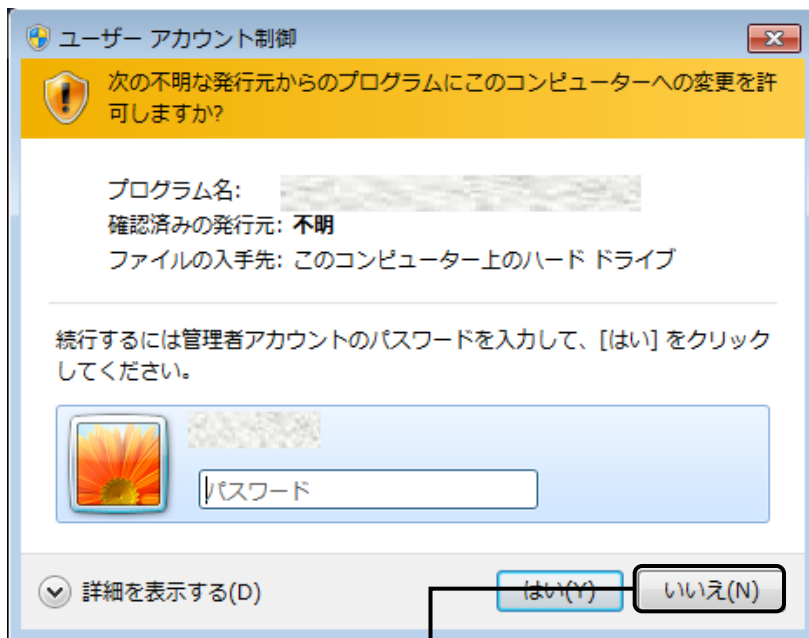 ユーザー アカウント制御
次の不明な発行元からのプログラムにこのコンピューターへの変更を許
可しますか?
プログラム名:
確認済みの発行元: 不明
ファイルの入手先: このコンピューター上のハード ドライブ
続行するには管理者アカウントのパスワードを入力して、[はい] をクリック
してください。
パスワード
詳細を表示する(D)
はい(Y)
いいえ(N)